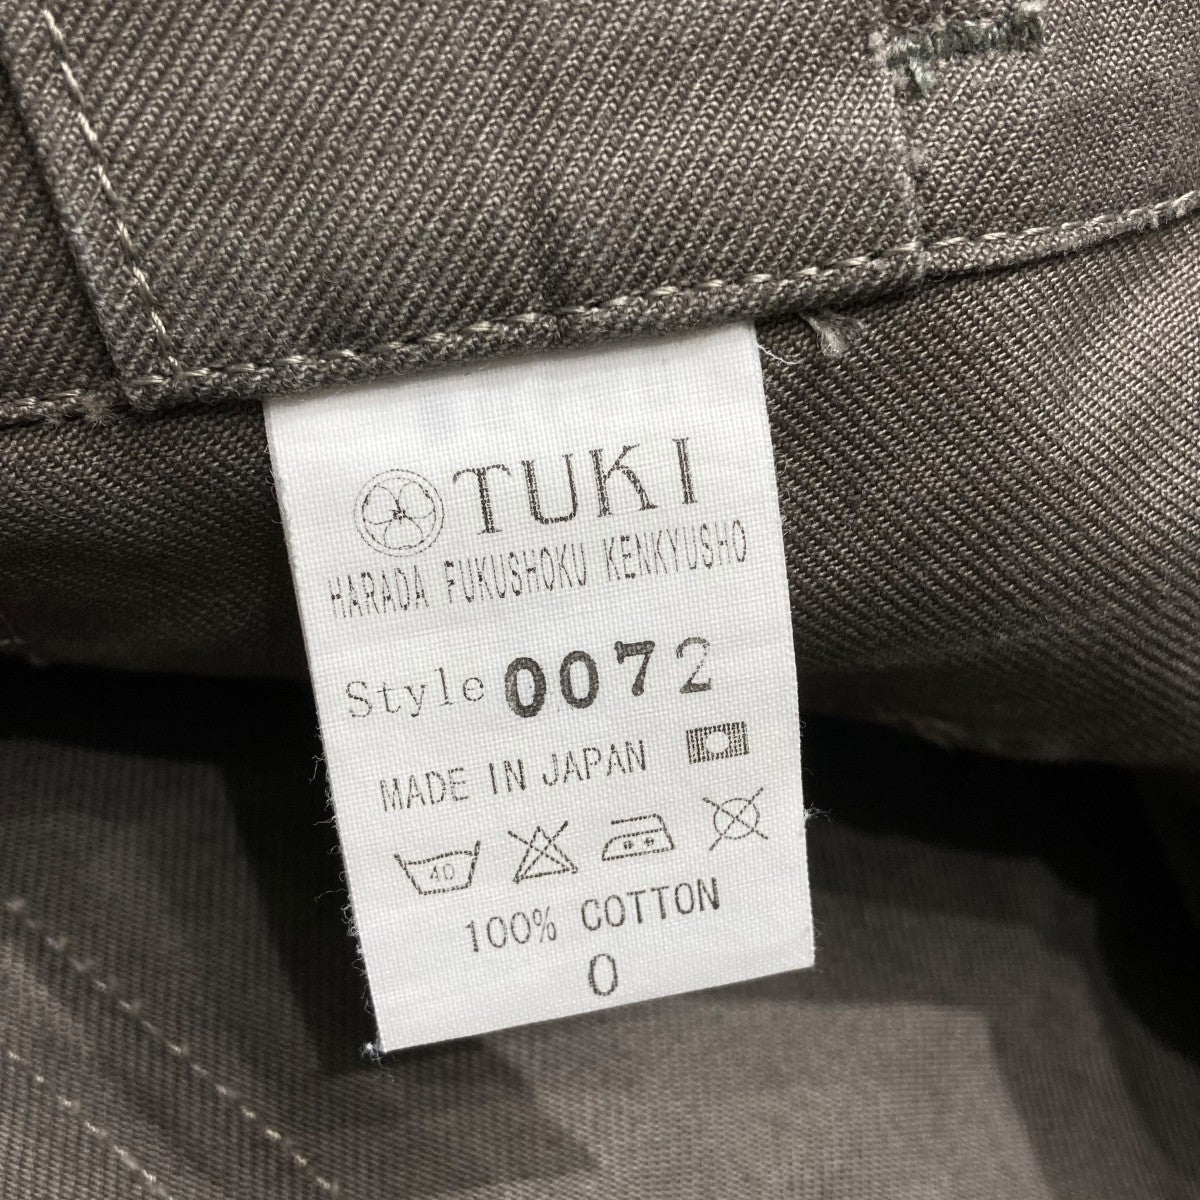 TUKI
HARADA FUKUSHOKU KENKYUSHO
Style 0072
MADE IN JAPAN
40
100% COTTON
0